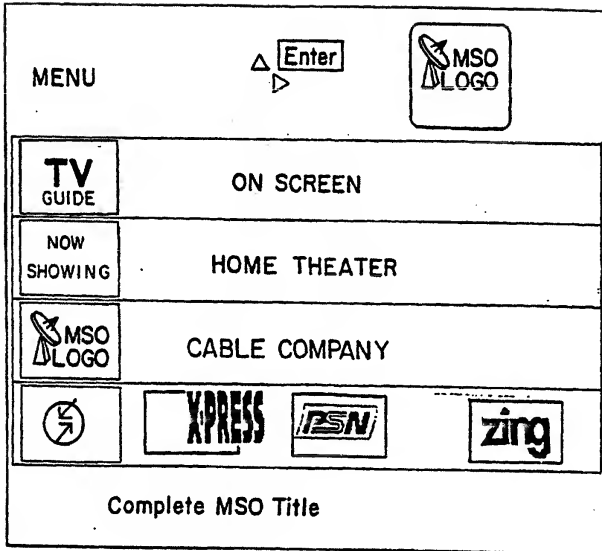 MENU
Enter
MSO
LOGO
TV
GUIDE
ON SCREEN
NOW
SHOWING
HOME THEATER
MSO
LOGO
CABLE COMPANY
X*PRESS
PSN
zing
Complete MSO Title